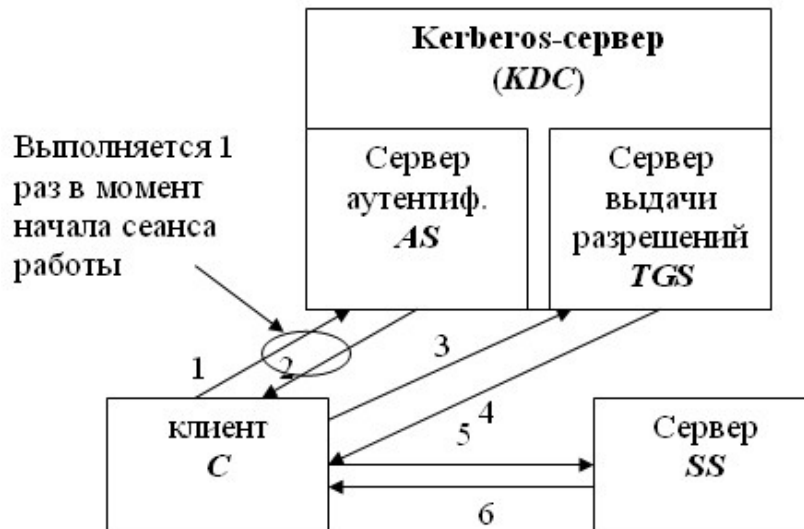 Kerberos-сервер
(KDC)
Выполняется 1
раз в момент
начала сеанса
работы
Сервер
аутентиф.
AS
Сервер
выдачи
разрешений
TGS
1
2
3
4
5
клиент
C
Сервер
SS
6